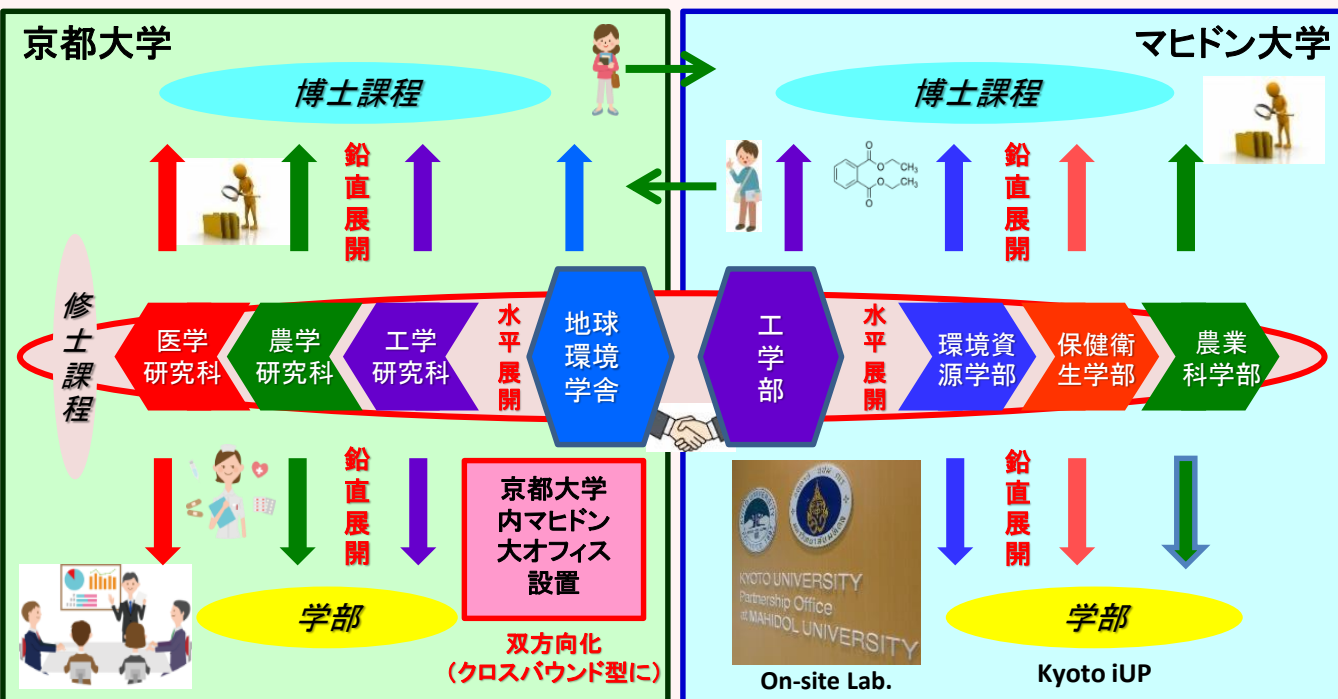 京都大学
マヒドン大学
博士課程
博士課程
鉛
直
展
開
鉛
直
展
開
O
O
CH₃
O
CH₃
O
修
士
課
程
医学
研究科
農学
研究科
工学
研究科
水
平
展
開
地球
環境
学舎
工
学
部
水
平
展
開
環境資
源学部
保健衛
生学部
農業
科学部
鉛
直
展
開
鉛
直
展
開
京都大学
内マヒドン
大オフィス
設置
双方向化
(クロスバウンド型に)
学部
KYOTO UNIVERSITY
Partnership Office
at MAHIDOL UNIVERSITY
On-site Lab.
学部
Kyoto iUP